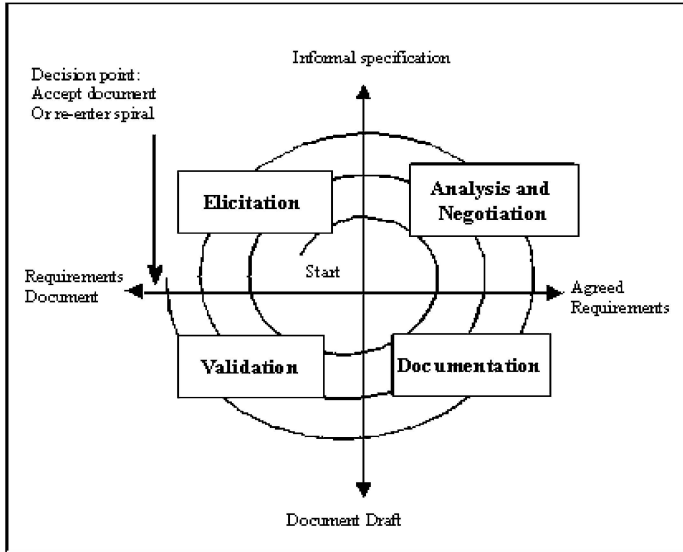 Informal specification
Decision point:
Accept document
Or re-enter spiral
Elicitation
Analysis and
Negotiation
Start
Requirements
Document
Agreed
Requirements
Validation
Documentation
Document Draft